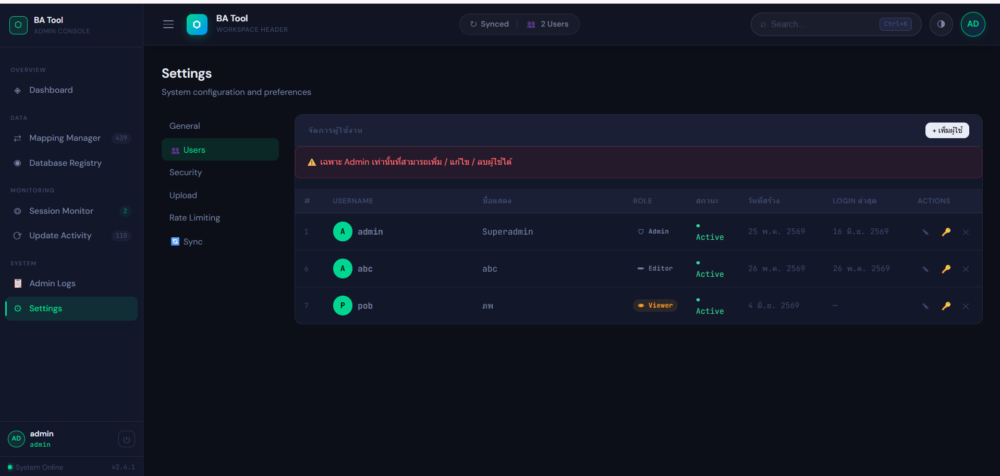 BA Tool
ADMIN CONSOLE
OVERVIEW
Dashboard
DATA
Mapping Manager 439
Database Registry
MONITORING
Session Monitor 2
Update Activity 110
SYSTEM
Admin Logs
Settings
AD admin
admin
System Online v2.4.1
BA Tool
WORKSPACE HEADER
Synced 2 Users
Search... Ctrl+K
AD
Settings
System configuration and preferences
General
Users
Security
Upload
Rate Limiting
Sync
จัดการผู้ใช้งาน
+ เพิ่มผู้ใช้
เฉพาะ Admin เท่านั้นที่สามารถเพิ่ม / แก้ไข / ลบผู้ใช้ได้
# USERNAME ชื่อแสดง ROLE สถานะ วันที่สร้าง LOGIN ล่าสุด ACTIONS
1 A admin Superadmin Admin Active 25 พ.ค. 2569 16 มิ.ย. 2569
6 A abc abc Editor Active 26 พ.ค. 2569 26 พ.ค. 2569
7 P pob ภพ Viewer Active 4 มิ.ย. 2569 —